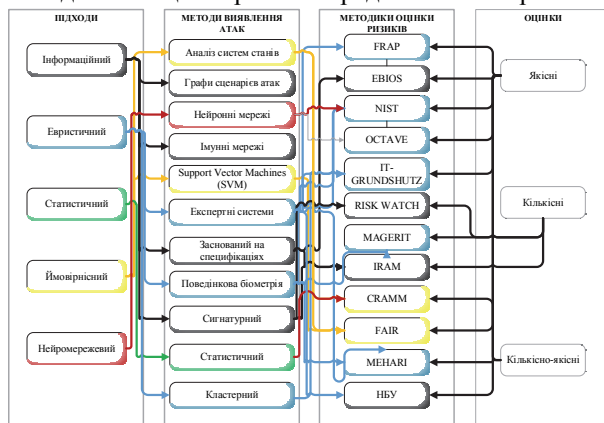 ПІДХОДИ
Інформаційний
Евристичний
Статистичний
Ймовірнісний
Нейромережевий
МЕТОДИ ВИЯВЛЕННЯ
АТАК
Аналіз систем станів
Графи сценарієв атак
Нейронні мережі
Імунні мережі
Support Vector Machines
(SVM)
Експертні системи
Заснований на
специфікаціях
Поведінкова біометрія
Сигнатурний
Статистичний
Кластерний
МЕТОДИКИ ОЦІНКИ
РИЗИКІВ
FRAP
EBIOS
NIST
OCTAVE
IT-
GRUNDSHUTZ
RISK WATCH
MAGERIT
IRAM
CRAMM
FAIR
MEHARI
НБУ
ОЦІНКИ
Якісні
Кількісні
Кількісно-якісні